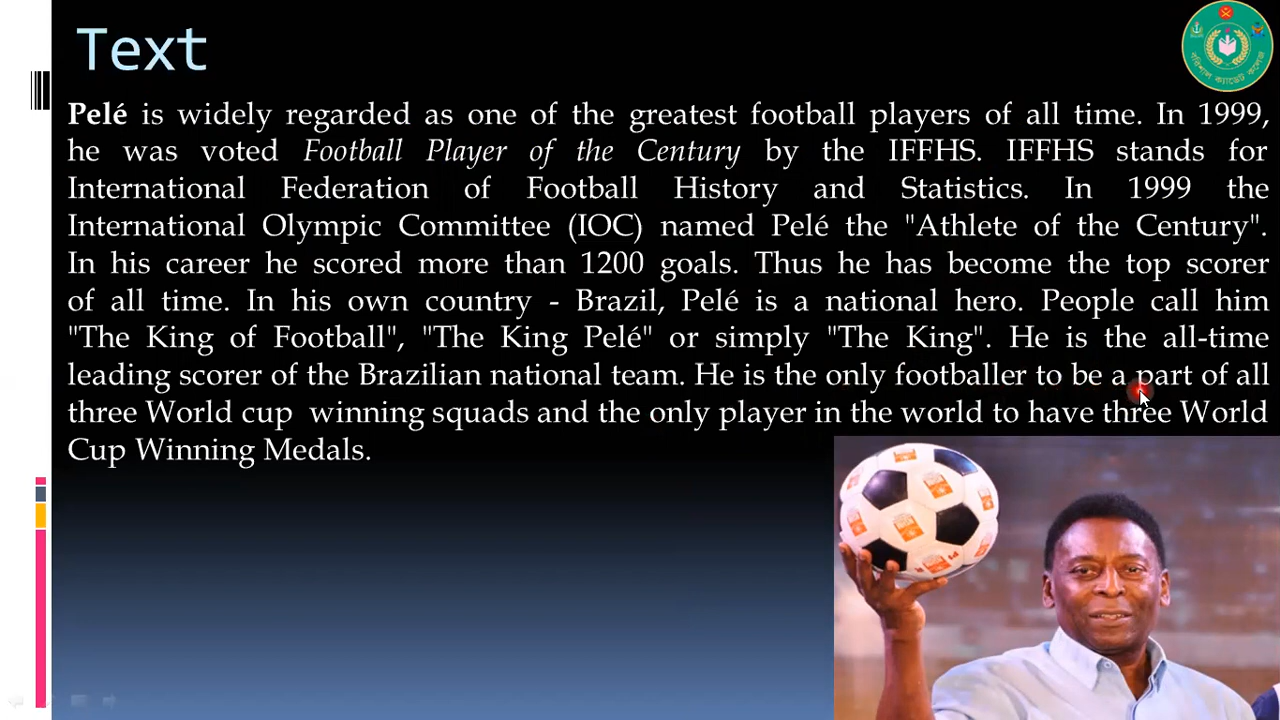 Text
Pelé is widely regarded as one of the greatest football players of all time. In 1999,
he was voted Football Player of the Century by the IFFHS. IFFHS stands for
International Federation of Football History and Statistics. In 1999 the
International Olympic Committee (IOC) named Pelé the "Athlete of the Century".
In his career he scored more than 1200 goals. Thus he has become the top scorer
of all time. In his own country - Brazil, Pelé is a national hero. People call him
"The King of Football", "The King Pelé" or simply "The King". He is the all-time
leading scorer of the Brazilian national team. He is the only footballer to be a part of all
three World cup winning squads and the only player in the world to have three World
Cup Winning Medals.
বরিশাল ক্যাডেট কলেজ